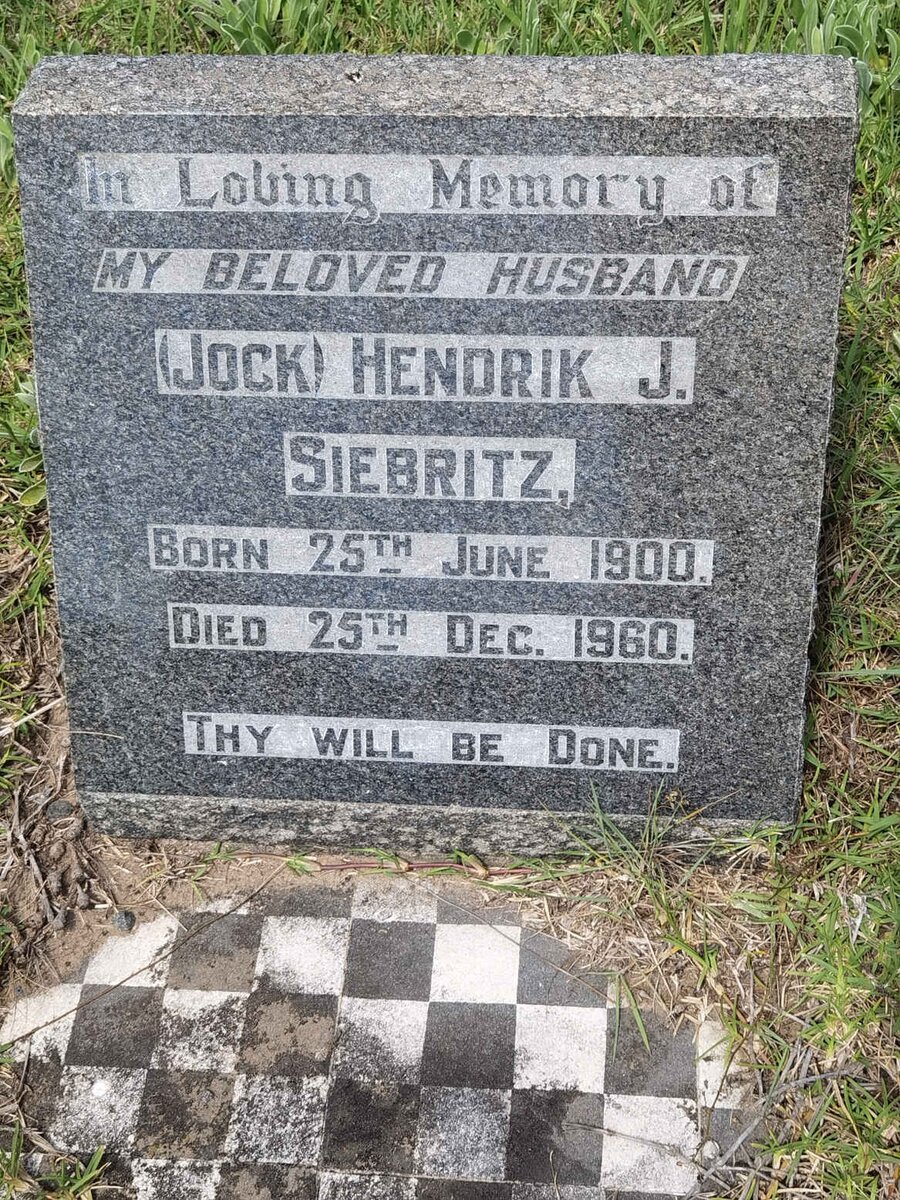 In Loving Memory of
MY BELOVED HUSBAND
(JOCK) HENDRIK J.
SIEBRITZ,
BORN 25TH JUNE 1900.
DIED 25TH DEC. 1960.
THY WILL BE DONE.